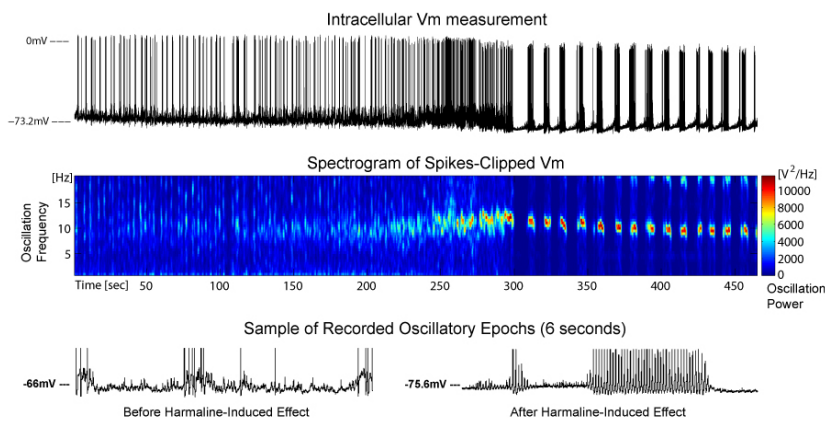 Intracellular Vm measurement
0mV
−73.2mV
Spectrogram of Spikes-Clipped Vm
[Hz]
15
10
5
Oscillation
Frequency
[V²/Hz]
10000
8000
6000
4000
2000
0
Oscillation
Power
Time [sec] 50 100 150 200 250 300 350 400 450
Sample of Recorded Oscillatory Epochs (6 seconds)
-66mV
-75.6mV
Before Harmaline-Induced Effect
After Harmaline-Induced Effect